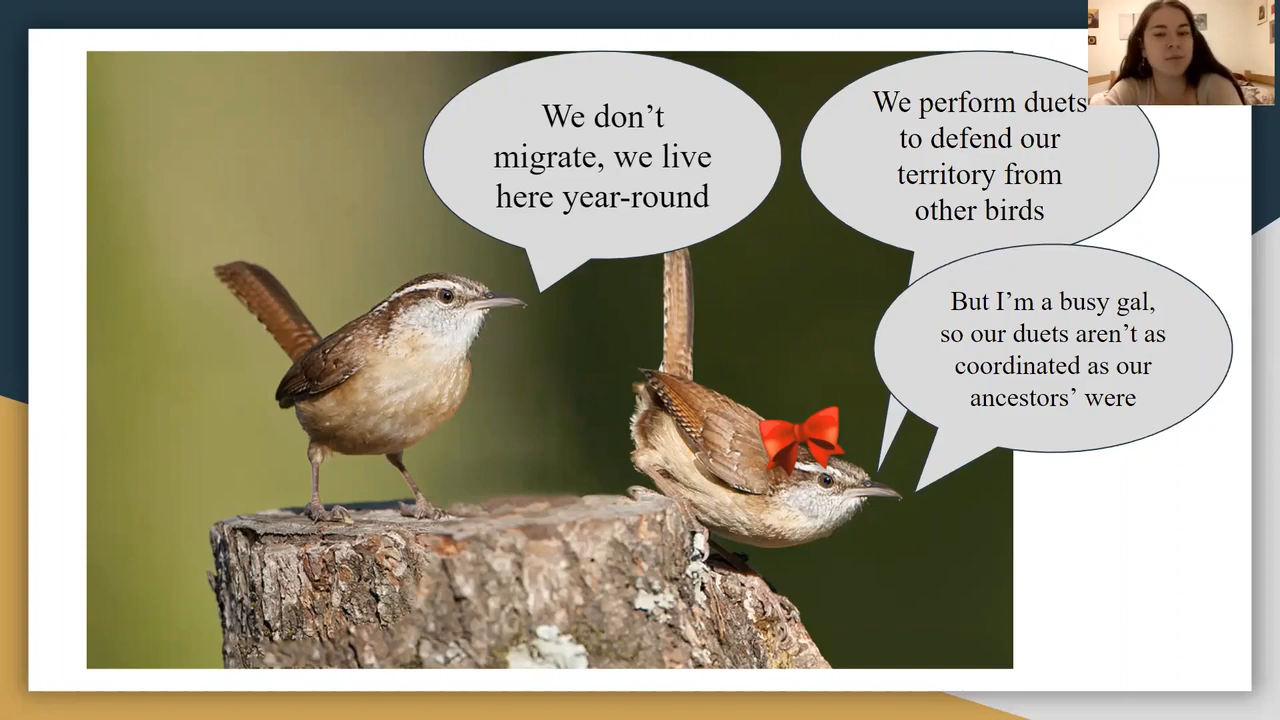 We don’t
migrate, we live
here year-round
We perform duets
to defend our
territory from
other birds
But I’m a busy gal,
so our duets aren’t as
coordinated as our
ancestors’ were